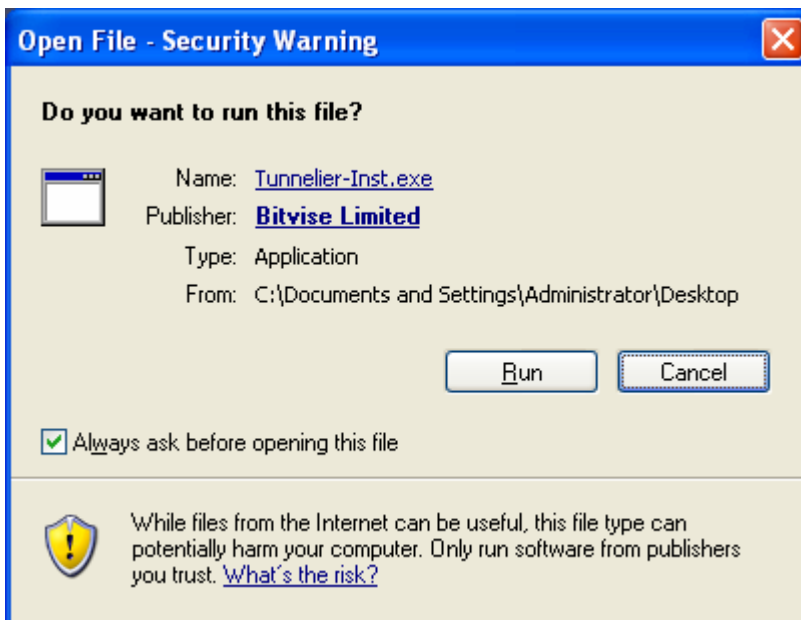 Open File - Security Warning
Do you want to run this file?
Name: Tunnelier-Inst.exe
Publisher: Bitvise Limited
Type: Application
From: C:\Documents and Settings\Administrator\Desktop
Run Cancel
Always ask before opening this file
While files from the Internet can be useful, this file type can
potentially harm your computer. Only run software from publishers
you trust. What's the risk?